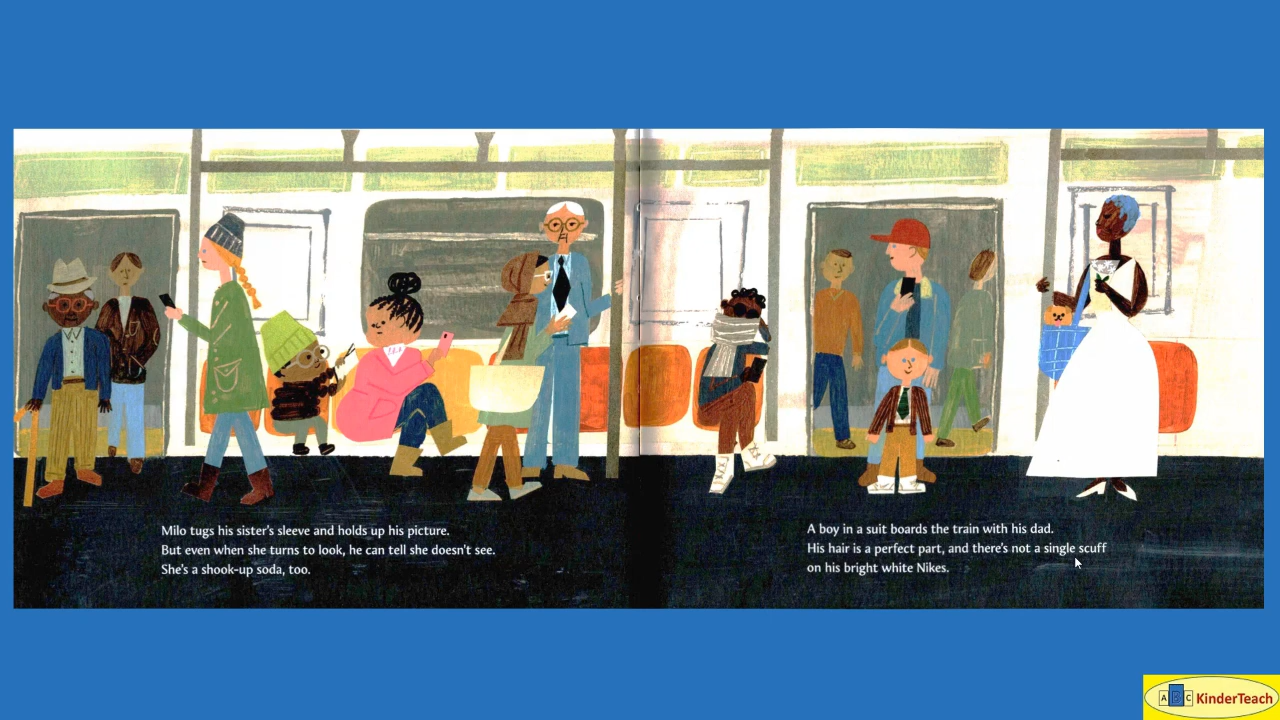 Milo tugs his sister's sleeve and holds up his picture.
But even when she turns to look, he can tell she doesn't see.
She's a shook-up soda, too.
A boy in a suit boards the train with his dad.
His hair is a perfect part, and there's not a single scuff
on his bright white Nikes.
ABC KinderTeach